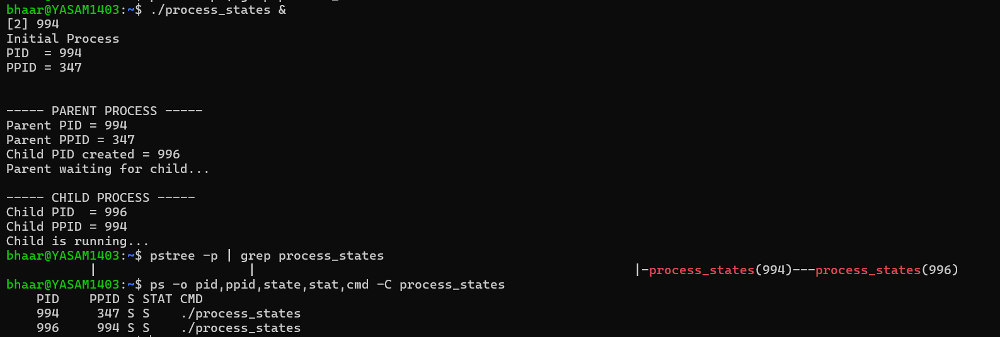 bhaar@YASAM1403:~$ ./process_states &
[2] 994
Initial Process
PID  = 994
PPID = 347
----- PARENT PROCESS -----
Parent PID = 994
Parent PPID = 347
Child PID created = 996
Parent waiting for child...
----- CHILD PROCESS -----
Child PID  = 996
Child PPID = 994
Child is running...
bhaar@YASAM1403:~$ pstree -p | grep process_states
           |                    |                                                  |-process_states(994)---process_states(996)
bhaar@YASAM1403:~$ ps -o pid,ppid,state,stat,cmd -C process_states
    PID    PPID S STAT CMD
    994     347 S S    ./process_states
    996     994 S S    ./process_states